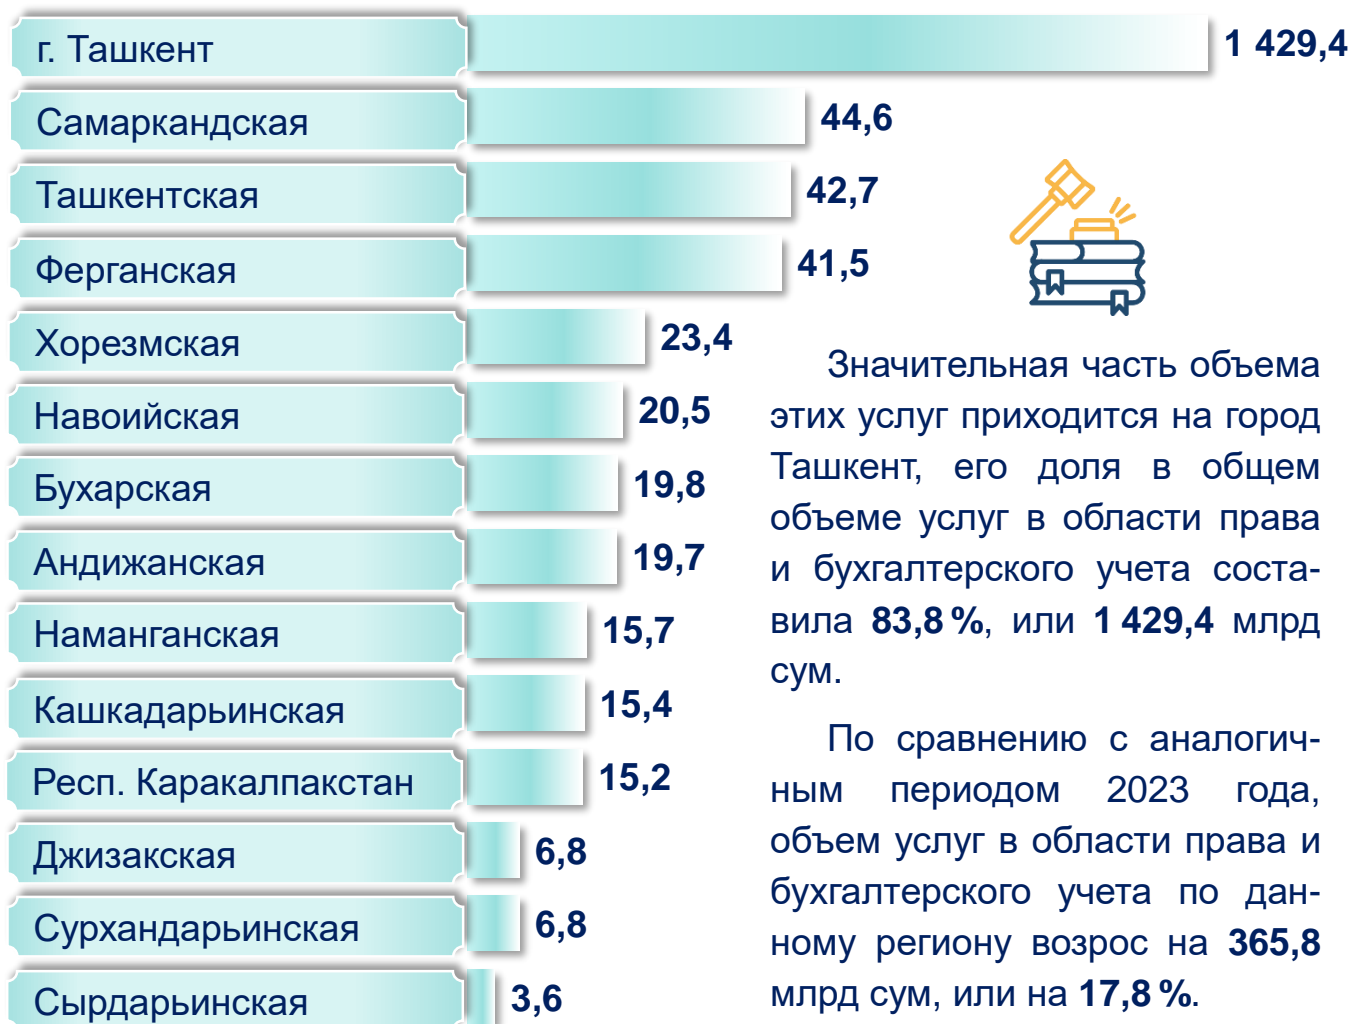 г. Ташкент 1 429,4
Самаркандская 44,6
Ташкентская 42,7
Ферганская 41,5
Хорезмская 23,4
Навоийская 20,5
Бухарская 19,8
Андижанская 19,7
Наманганская 15,7
Кашкадарьинская 15,4
Респ. Каракалпакстан 15,2
Джизакская 6,8
Сурхандарьинская 6,8
Сырдарьинская 3,6
Значительная часть объема
этих услуг приходится на город
Ташкент, его доля в общем
объеме услуг в области права
и бухгалтерского учета соста-
вила 83,8 %, или 1 429,4 млрд
сум.
По сравнению с аналогич-
ным периодом 2023 года,
объем услуг в области права и
бухгалтерского учета по дан-
ному региону возрос на 365,8
млрд сум, или на 17,8 %.